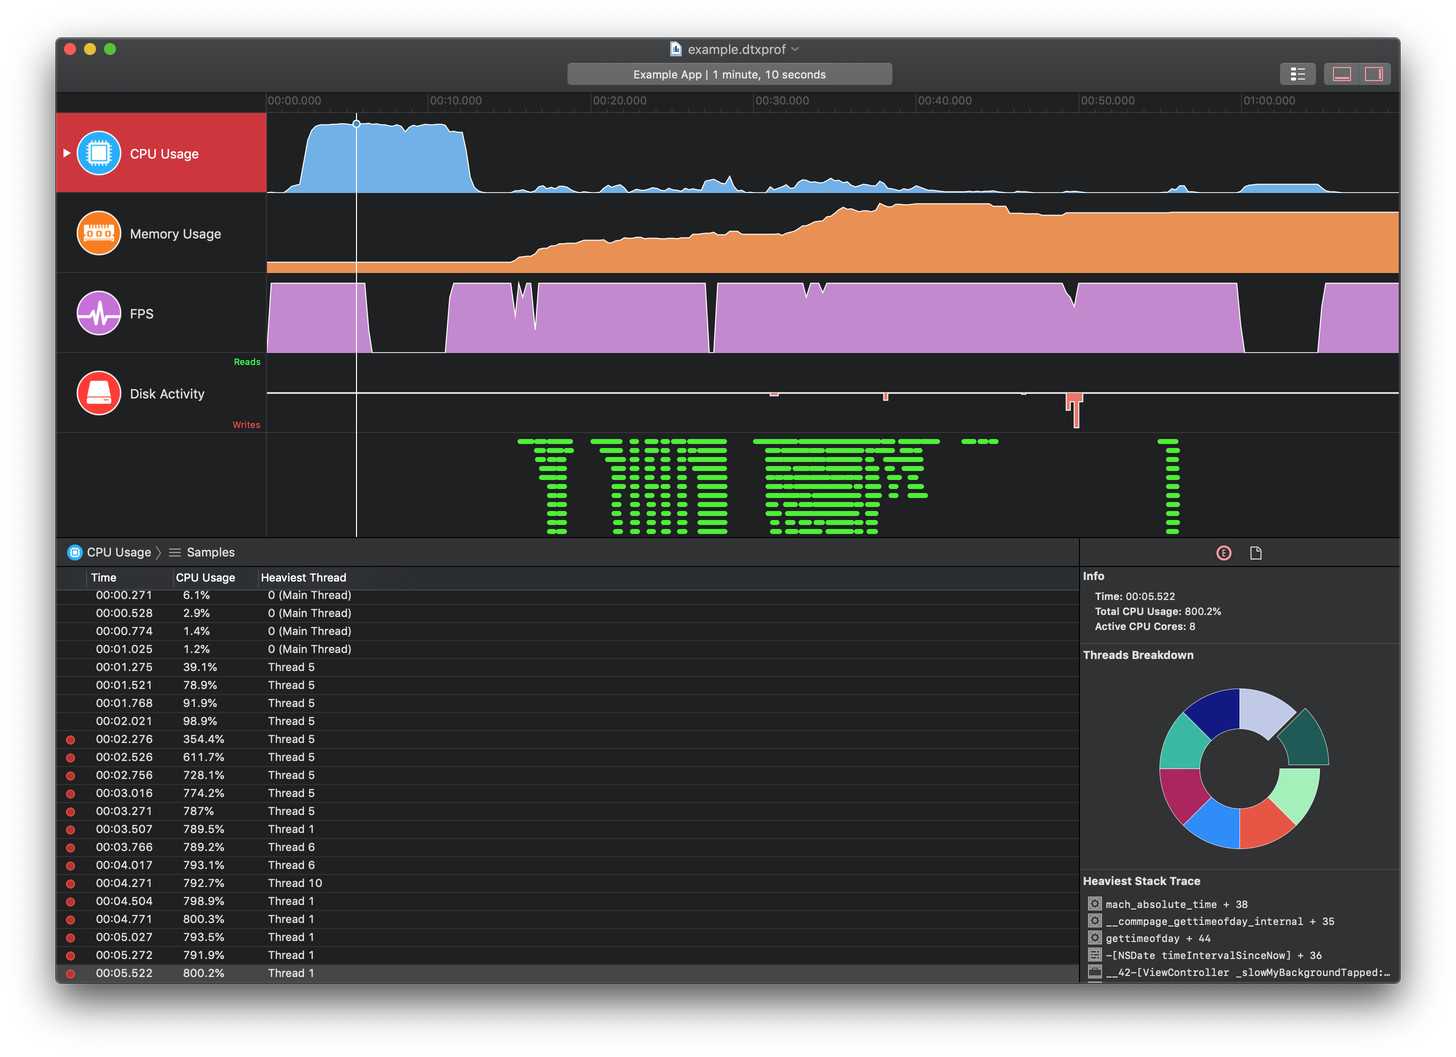 example.dtxprof
Example App | 1 minute, 10 seconds
00:00.000 00:10.000 00:20.000 00:30.000 00:40.000 00:50.000 01:00.000
CPU Usage
Memory Usage
FPS
Reads
Disk Activity
Writes
CPU Usage Samples
Time CPU Usage Heaviest Thread
00:00.271 6.1% 0 (Main Thread)
00:00.528 2.9% 0 (Main Thread)
00:00.774 1.4% 0 (Main Thread)
00:01.025 1.2% 0 (Main Thread)
00:01.275 39.1% Thread 5
00:01.521 78.9% Thread 5
00:01.768 91.9% Thread 5
00:02.021 98.9% Thread 5
00:02.276 354.4% Thread 5
00:02.526 611.7% Thread 5
00:02.756 728.1% Thread 5
00:03.016 774.2% Thread 5
00:03.271 787% Thread 5
00:03.507 789.5% Thread 1
00:03.766 789.2% Thread 6
00:04.017 793.1% Thread 6
00:04.271 792.7% Thread 10
00:04.504 798.9% Thread 1
00:04.771 800.3% Thread 1
00:05.027 793.5% Thread 1
00:05.272 791.9% Thread 1
00:05.522 800.2% Thread 1
E
Info
Time: 00:05.522
Total CPU Usage: 800.2%
Active CPU Cores: 8
Threads Breakdown
Heaviest Stack Trace
mach_absolute_time + 38
__commpage_gettimeofday_internal + 35
gettimeofday + 44
-[NSDate timeIntervalSinceNow] + 36
__42-[ViewController _slowMyBackgroundTapped:…